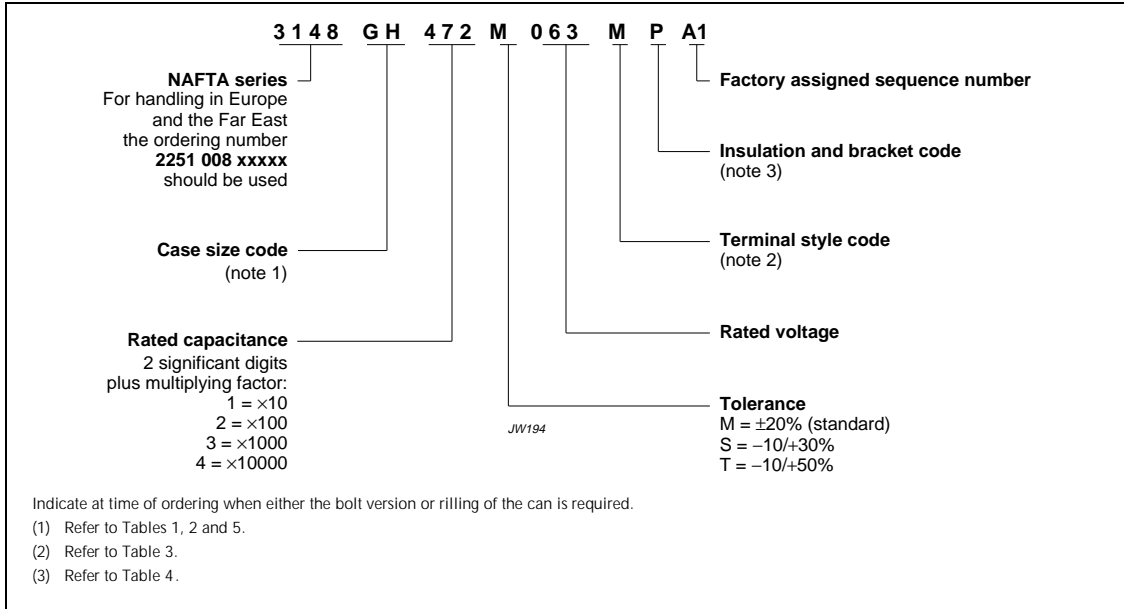 3148 GH 472 M 063 M P A1
NAFTA series
For handling in Europe
and the Far East
the ordering number
2251 008 xxxxx
should be used
Case size code
(note 1)
Rated capacitance
2 significant digits
plus multiplying factor:
1 = ×10
2 = ×100
3 = ×1000
4 = ×10000
Factory assigned sequence number
Insulation and bracket code
(note 3)
Terminal style code
(note 2)
Rated voltage
Tolerance
M = ±20% (standard)
S = −10/+30%
T = −10/+50%
JW194
Indicate at time of ordering when either the bolt version or rilling of the can is required.
(1) Refer to Tables 1, 2 and 5.
(2) Refer to Table 3.
(3) Refer to Table 4.